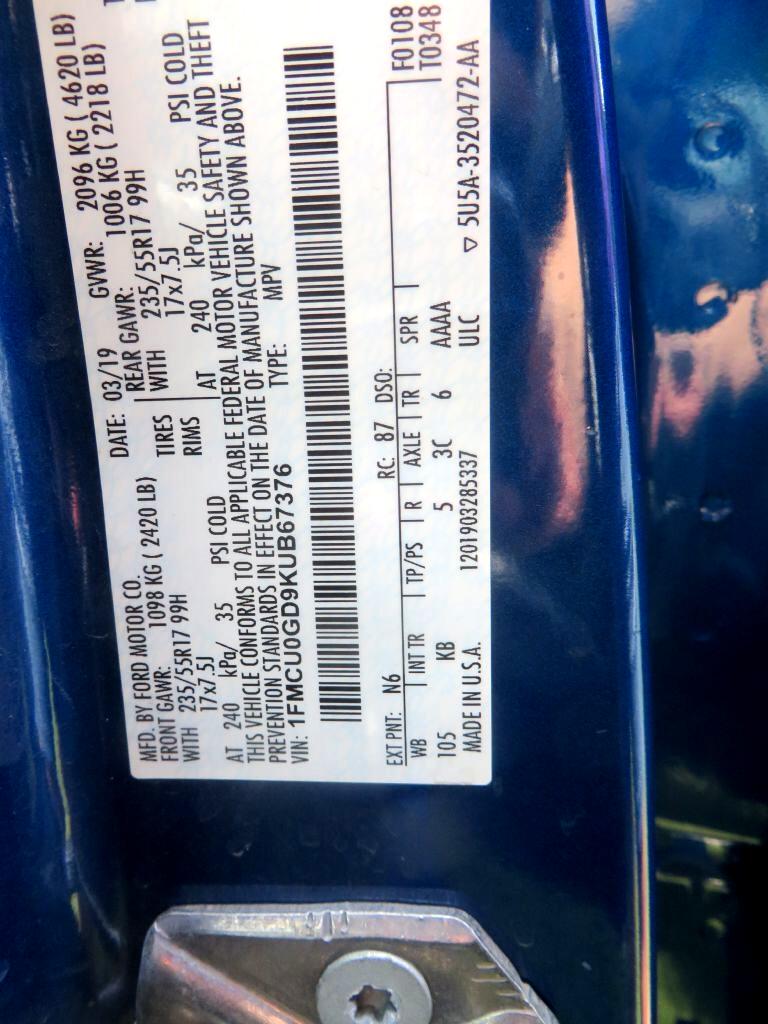 MFD. BY FORD MOTOR CO.
DATE: 03/19 GVWR: 2096 KG ( 4620 LB)
FRONT GAWR: 1098 KG ( 2420 LB) REAR GAWR: 1006 KG ( 2218 LB)
WITH 235/55R17 99H TIRES WITH 235/55R17 99H
17x7.5J RIMS 17x7.5J
AT 240 kPa/ 35 PSI COLD AT 240 kPa/ 35 PSI COLD
THIS VEHICLE CONFORMS TO ALL APPLICABLE FEDERAL MOTOR VEHICLE SAFETY AND THEFT
PREVENTION STANDARDS IN EFFECT ON THE DATE OF MANUFACTURE SHOWN ABOVE.
VIN: 1FMCU0GD9KUB67376 TYPE: MPV
F0108
EXT PNT: N6 RC: 87 DSO: T0348
WB INT TR TP/PS R AXLE TR SPR
105 KB 5 3C 6 AAAA
MADE IN U.S.A. 1201903285337 ULC ▽ 5U5A-3520472-AA